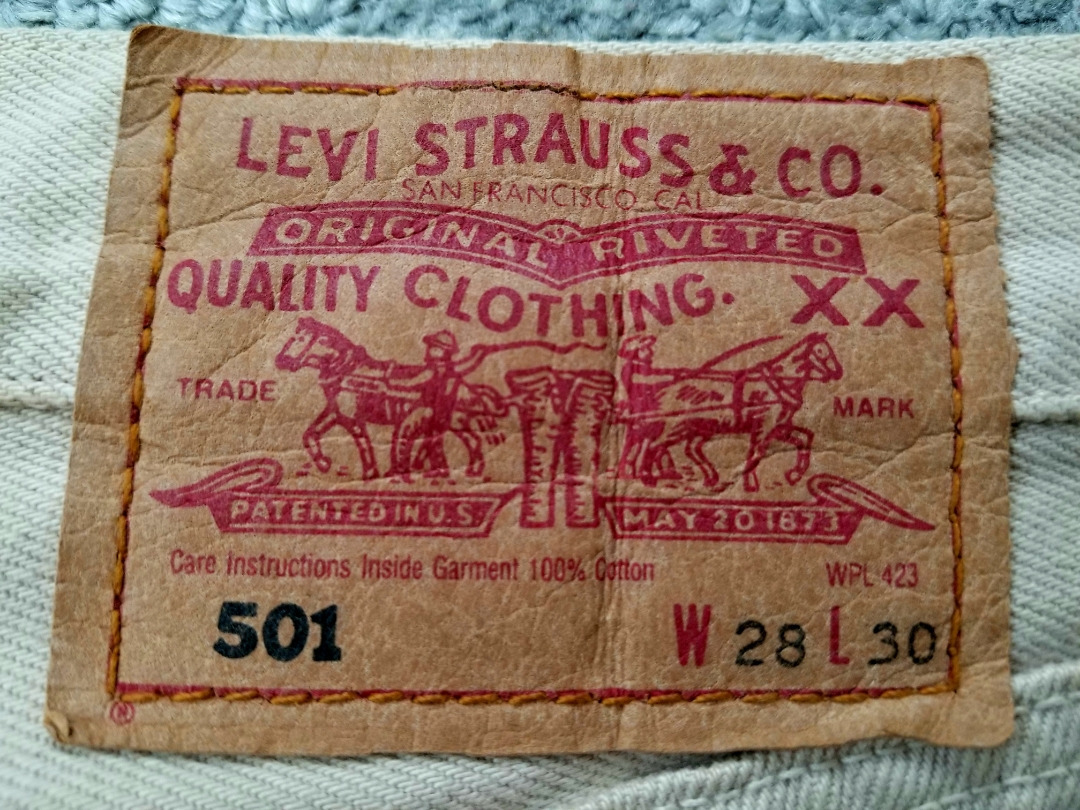 LEVI STRAUSS & CO.
SAN FRANCISCO CAL
ORIGINAL RIVETED
QUALITY CLOTHING. XX
TRADE MARK
PATENTED IN U.S. MAY 20 1873
Care Instructions Inside Garment 100% Cotton WPL 423
501 W 28 L 30
®